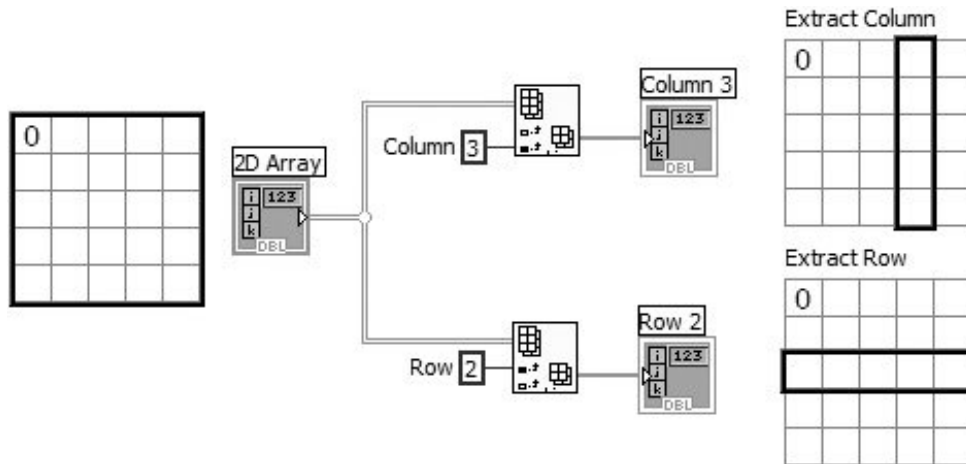 Extract Column
0
Column 3
i 123
j
k
DBL
0
Column 3
2D Array
i 123
j
k
DBL
Extract Row
0
Row 2
i 123
j
k
DBL
Row 2